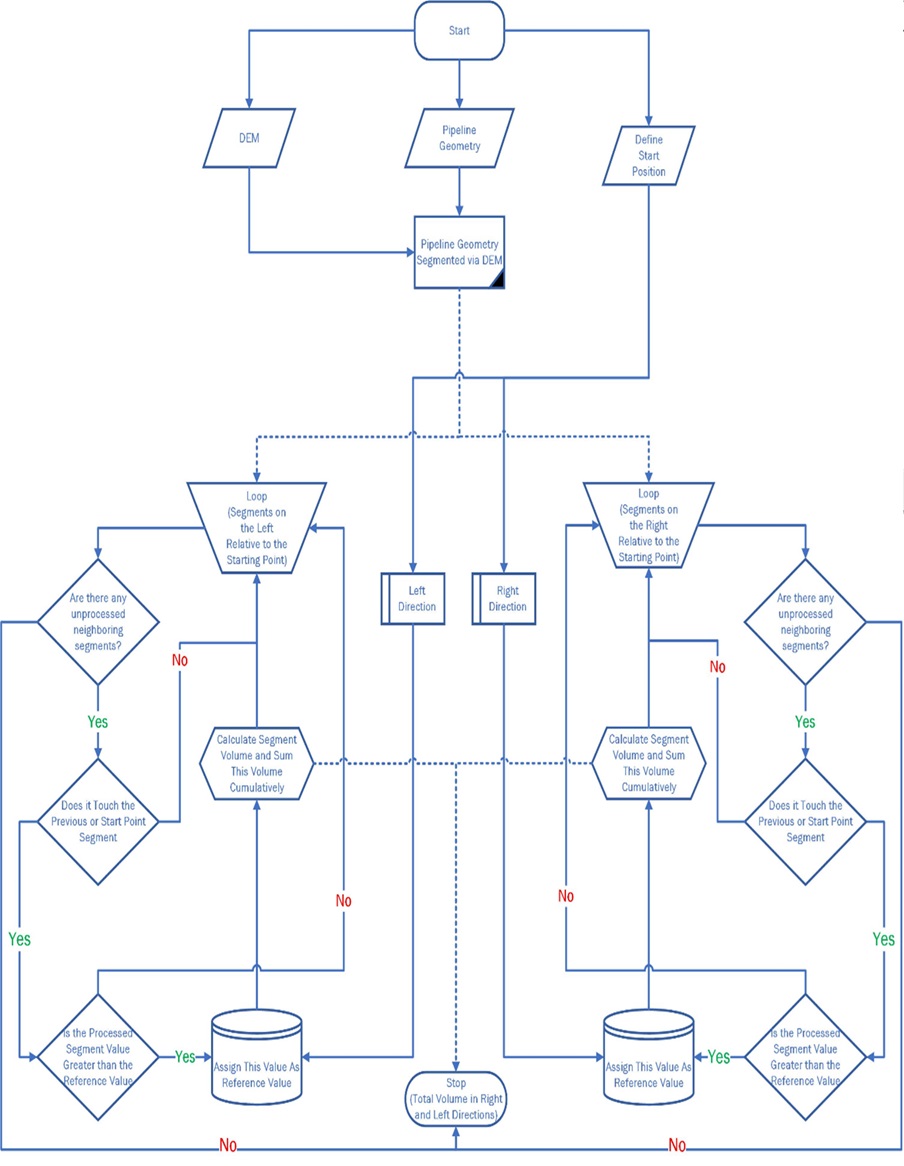 Start
DEM
Pipeline
Geometry
Define
Start
Position
Pipeline Geometry
Segmented via DEM
Loop
(Segments on
the Left
Relative to the
Starting Point)
Loop
(Segments on
the Right
Relative to the
Starting Point)
Left
Direction
Right
Direction
Are there any
unprocessed
neighboring
segments?
Are there any
unprocessed
neighboring
segments?
No
No
Yes
Yes
Calculate Segment
Volume and Sum
This Volume
Cumulatively
Calculate Segment
Volume and Sum
This Volume
Cumulatively
Does it Touch the
Previous or Start Point
Segment
Does it Touch the
Previous or Start Point
Segment
No
No
Yes
Yes
Is the Processed
Segment Value
Greater than the
Reference Value
Yes
Assign This Value As
Reference Value
Assign This Value As
Reference Value
Yes
Is the Processed
Segment Value
Greater than the
Reference Value
Stop
(Total Volume in Right
and Left Directions)
No
No